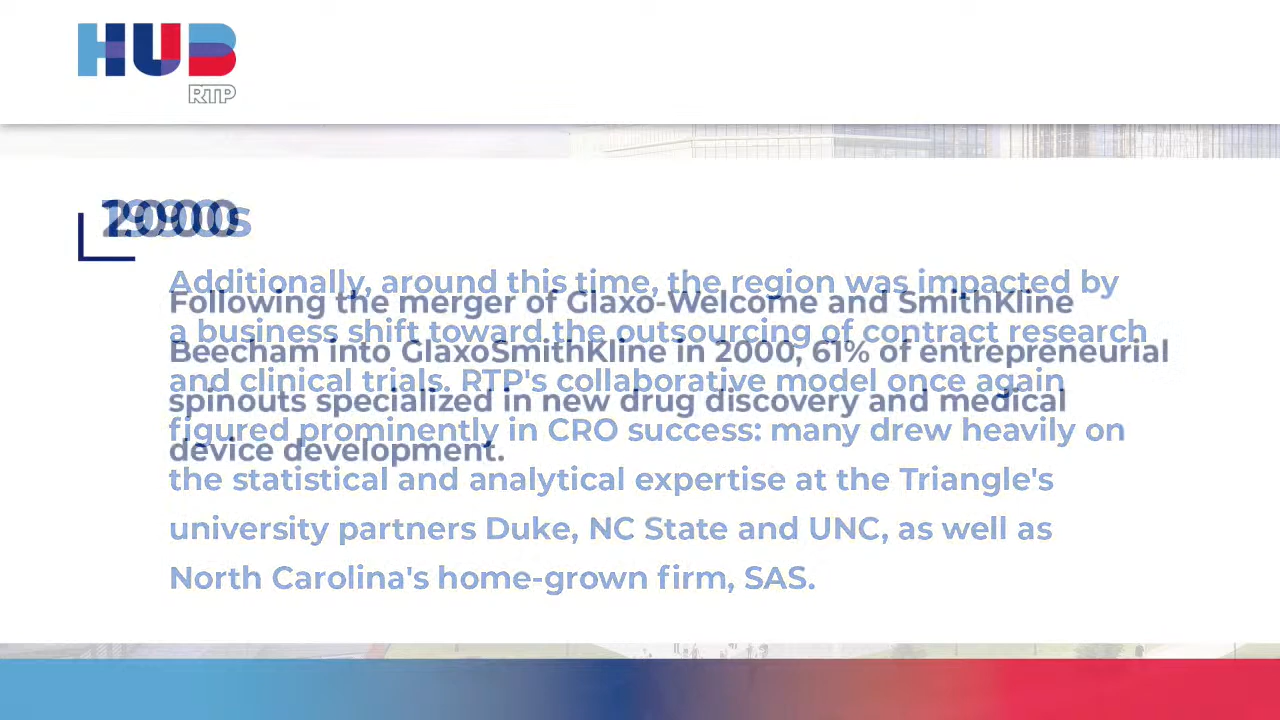 HUB
RTP
1990s
Additionally, around this time, the region was impacted by
a business shift toward the outsourcing of contract research
and clinical trials. RTP's collaborative model once again
figured prominently in CRO success: many drew heavily on
the statistical and analytical expertise at the Triangle's
university partners Duke, NC State and UNC, as well as
North Carolina's home-grown firm, SAS.
2000
Following the merger of Glaxo-Welcome and SmithKline
Beecham into GlaxoSmithKline in 2000, 61% of entrepreneurial
spinouts specialized in new drug discovery and medical
device development.